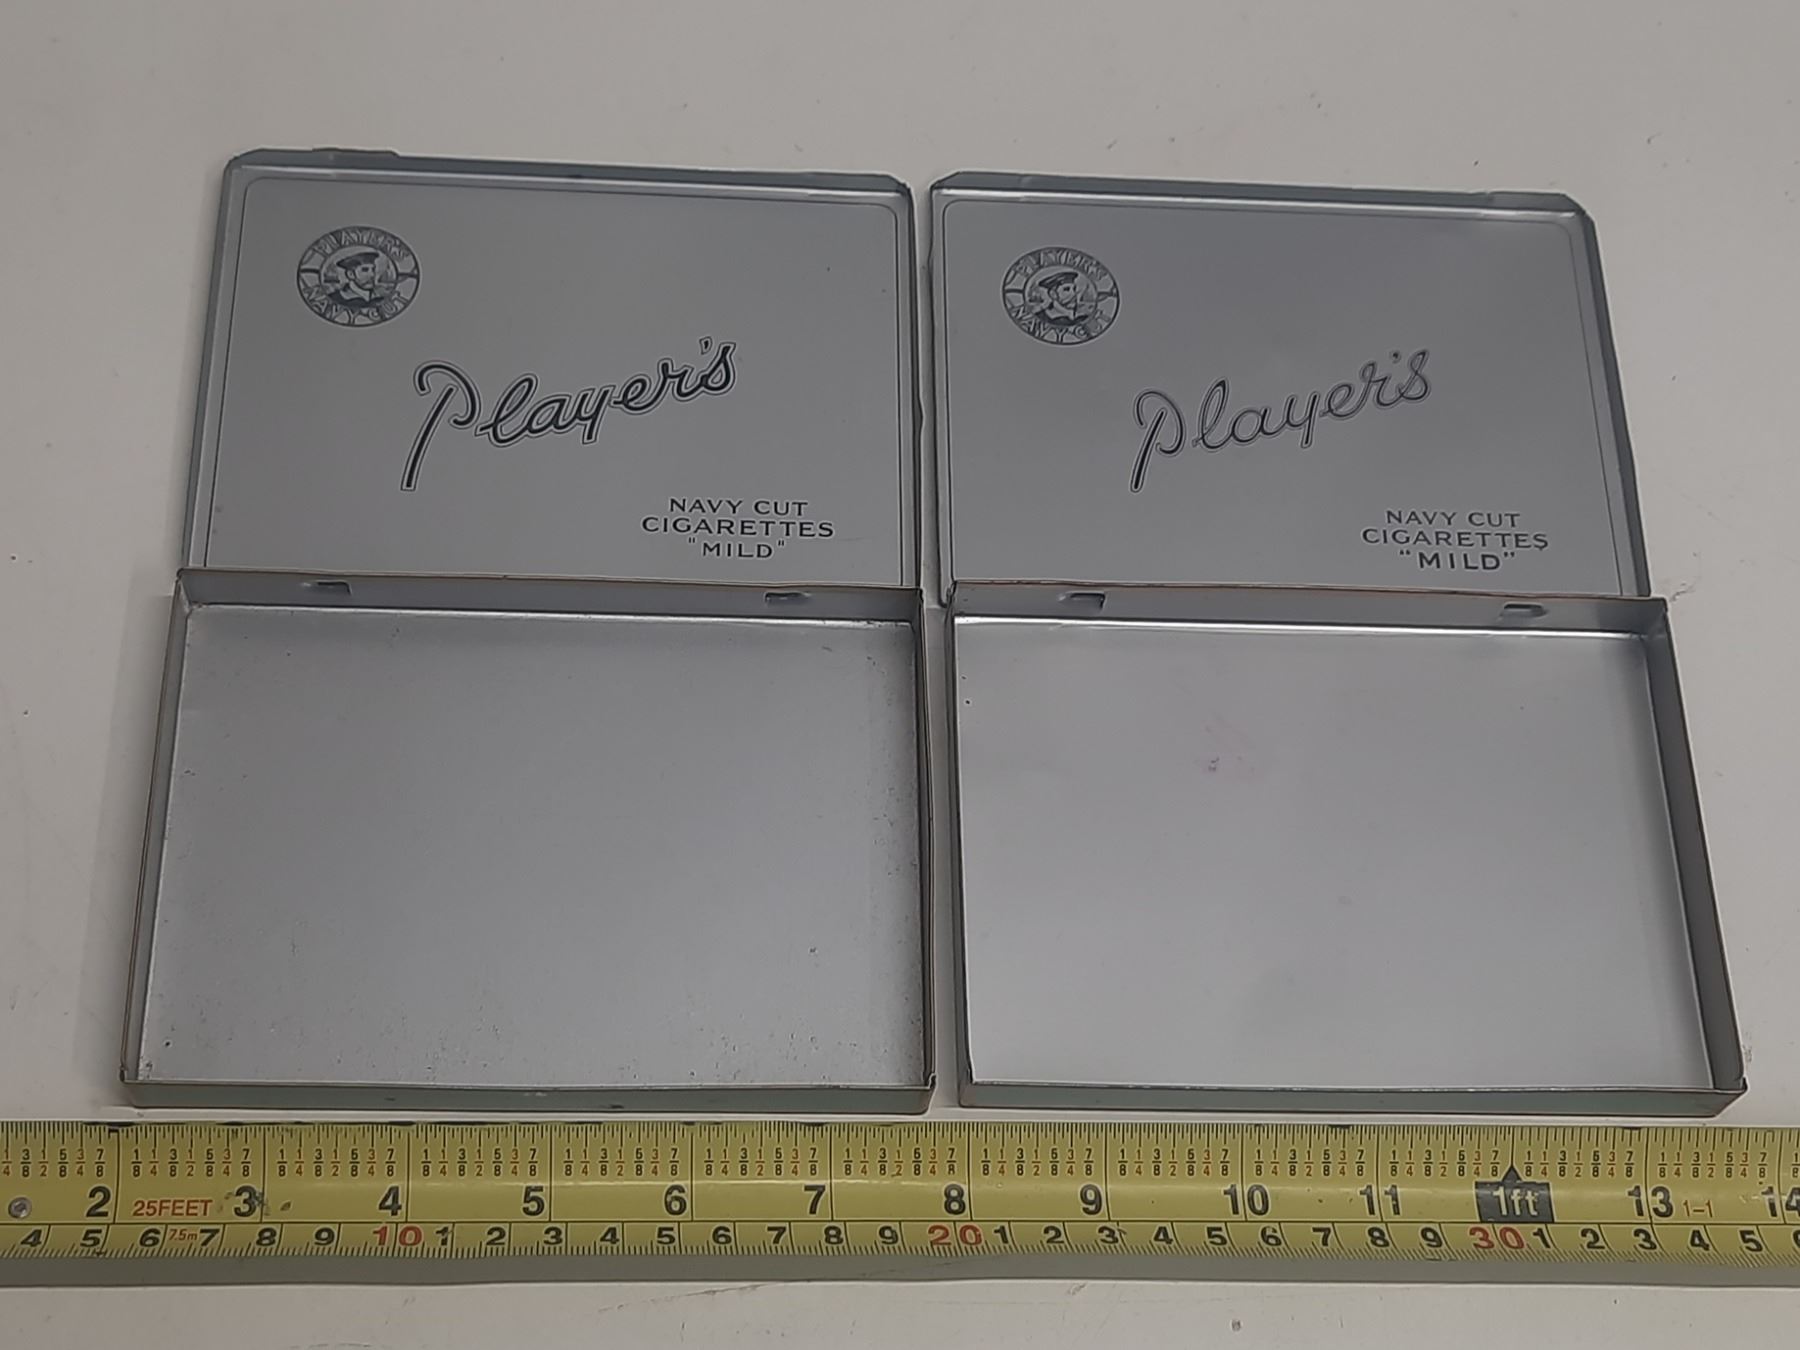 PLAYER'S
NAVY CUT
Player's
NAVY CUT
CIGARETTES
"MILD"
PLAYER'S
NAVY CUT
Player's
NAVY CUT
CIGARETTES
"MILD"
2 25FEET 3 4 5 6 7 8 9 10 11 1ft 13 1-1 14
4 5 6 7.5m 7 8 9 10 1 2 3 4 5 6 7 8 9 20 1 2 3 4 5 6 7 8 9 30 1 2 3 4 5 6